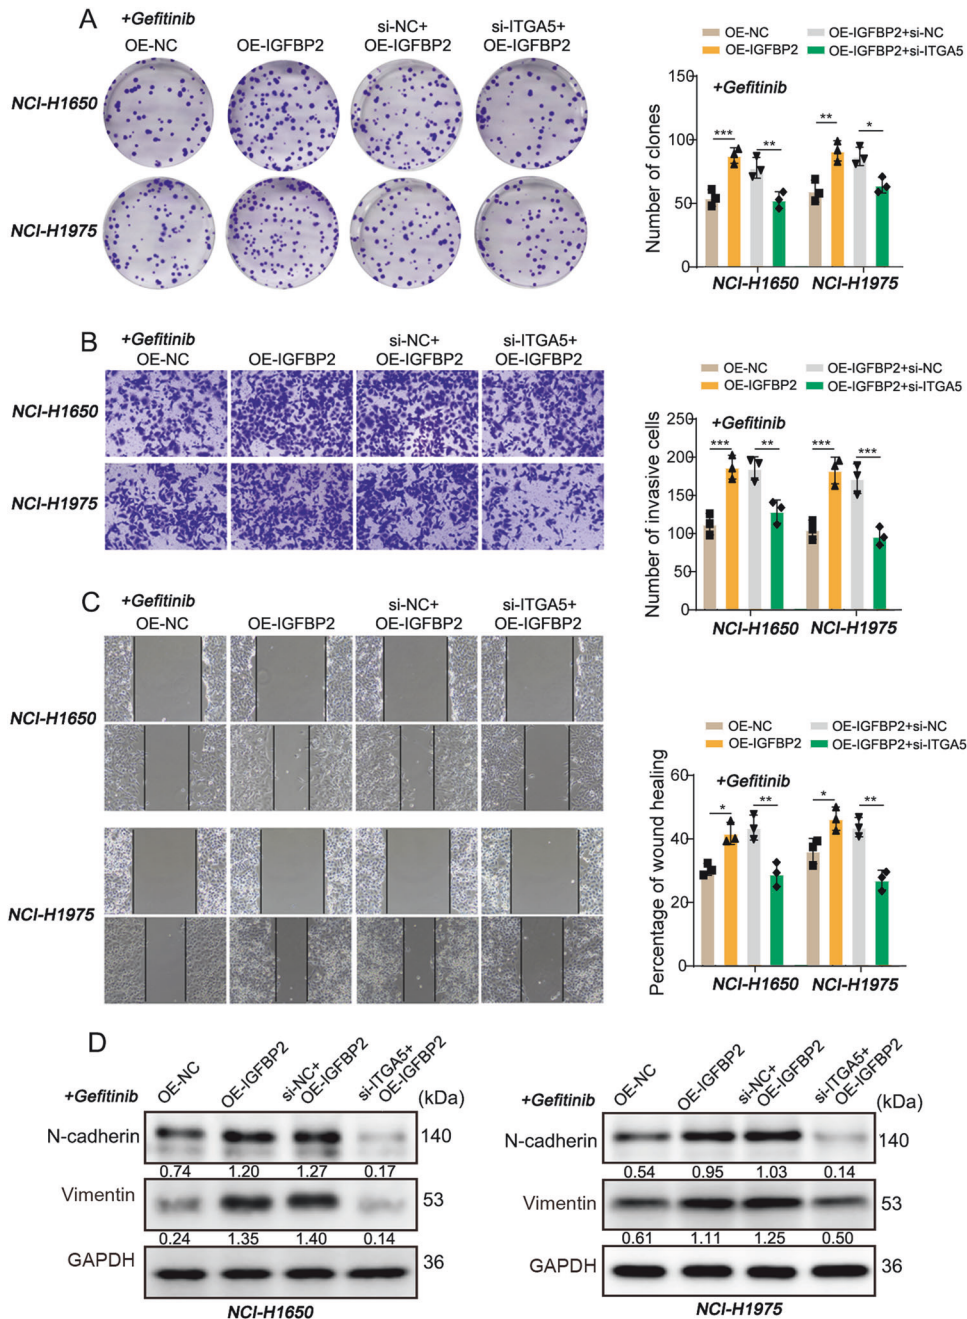 A
+Gefitinib
OE-NC
OE-IGFBP2
si-NC+
OE-IGFBP2
si-ITGA5+
OE-IGFBP2
NCI-H1650
NCI-H1975
OE-NC
OE-IGFBP2
OE-IGFBP2+si-NC
OE-IGFBP2+si-ITGA5
+Gefitinib
Number of clones
150
100
50
0
***
**
**
*
NCI-H1650
NCI-H1975
B
+Gefitinib
OE-NC
OE-IGFBP2
si-NC+
OE-IGFBP2
si-ITGA5+
OE-IGFBP2
NCI-H1650
NCI-H1975
OE-NC
OE-IGFBP2
OE-IGFBP2+si-NC
OE-IGFBP2+si-ITGA5
+Gefitinib
Number of invasive cells
250
200
150
100
50
0
***
**
***
***
NCI-H1650
NCI-H1975
C
+Gefitinib
OE-NC
OE-IGFBP2
si-NC+
OE-IGFBP2
si-ITGA5+
OE-IGFBP2
NCI-H1650
NCI-H1975
OE-NC
OE-IGFBP2
OE-IGFBP2+si-NC
OE-IGFBP2+si-ITGA5
+Gefitinib
Percentage of wound healing
60
40
20
0
*
**
*
**
NCI-H1650
NCI-H1975
D
+Gefitinib
OE-NC
OE-IGFBP2
si-NC+
OE-IGFBP2
si-ITGA5+
OE-IGFBP2
(kDa)
N-cadherin
140
0.74 1.20 1.27 0.17
Vimentin
53
0.24 1.35 1.40 0.14
GAPDH
36
NCI-H1650
+Gefitinib
OE-NC
OE-IGFBP2
si-NC+
OE-IGFBP2
si-ITGA5+
OE-IGFBP2
(kDa)
N-cadherin
140
0.54 0.95 1.03 0.14
Vimentin
53
0.61 1.11 1.25 0.50
GAPDH
36
NCI-H1975